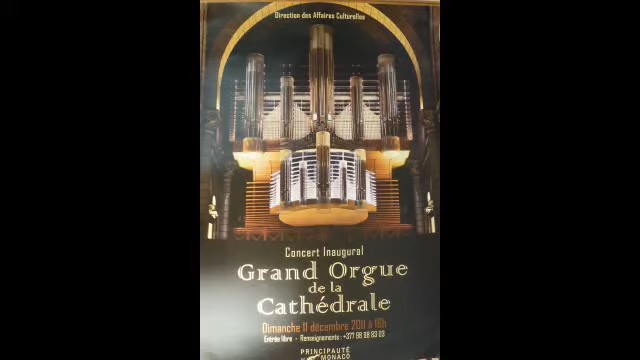 Direction des Affaires Culturelles
Concert Inaugural
Grand Orgue
de la
Cathédrale
Dimanche 11 décembre 2011 à 16h
Entrée libre - Renseignements : +377 98 98 83 03
PRINCIPAUTÉ
DE MONACO